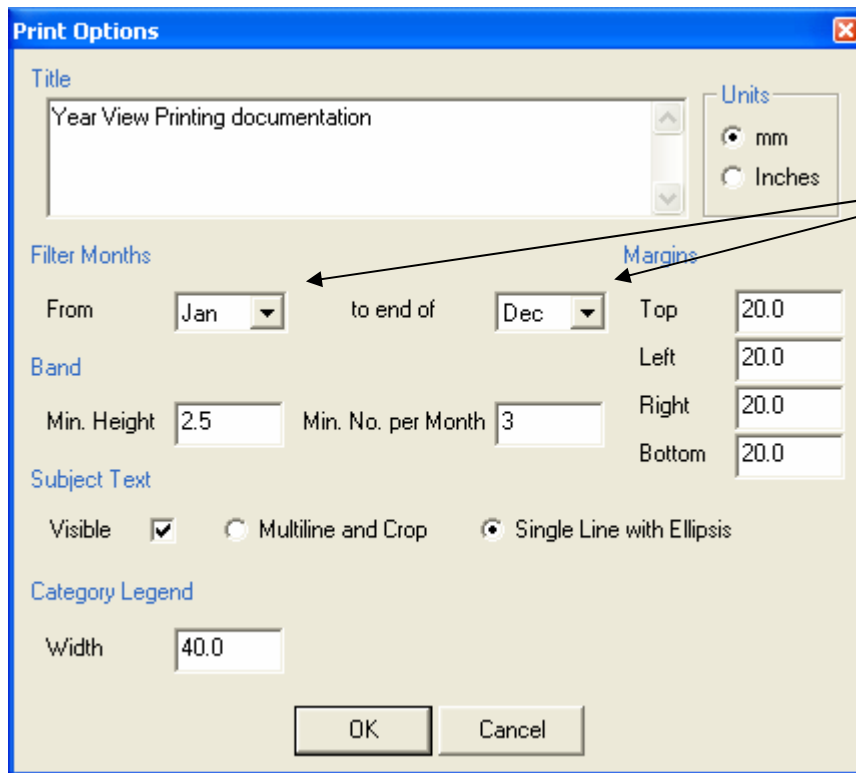 Print Options
Title
Year View Printing documentation
Units
mm
Inches
Filter Months
From Jan to end of Dec
Margins
Top 20.0
Left 20.0
Right 20.0
Bottom 20.0
Band
Min. Height 2.5 Min. No. per Month 3
Subject Text
Visible Multiline and Crop Single Line with Ellipsis
Category Legend
Width 40.0
OK Cancel